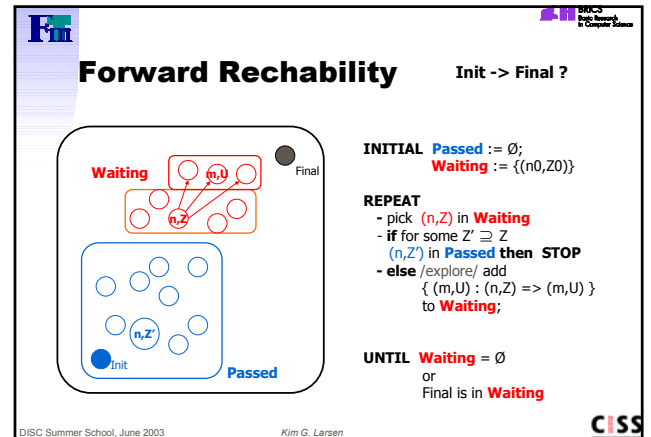 BRICS
Basic Research
in Computer Science
Forward Rechability
Init -> Final ?
Waiting
m,U
Final
n,Z
n,Z'
Init
Passed
INITIAL Passed := Ø;
Waiting := {(n0,Z0)}
REPEAT
- pick (n,Z) in Waiting
- if for some Z' ⊇ Z
(n,Z') in Passed then STOP
- else /explore/ add
{ (m,U) : (n,Z) => (m,U) }
to Waiting;
UNTIL Waiting = Ø
or
Final is in Waiting
DISC Summer School, June 2003
Kim G. Larsen
CISS